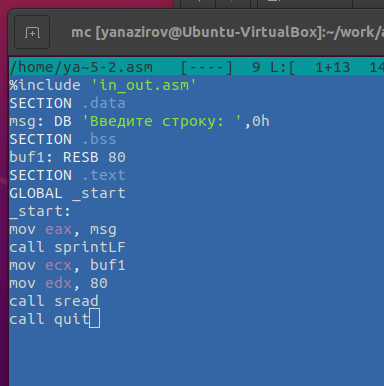 mc [yanazirov@Ubuntu-VirtualBox]:~/work/
/home/ya~5-2.asm [----] 9 L:[ 1+13 14
%include 'in_out.asm'
SECTION .data
msg: DB 'Введите строку: ',0h
SECTION .bss
buf1: RESB 80
SECTION .text
GLOBAL _start
_start:
mov eax, msg
call sprintLF
mov ecx, buf1
mov edx, 80
call sread
call quit